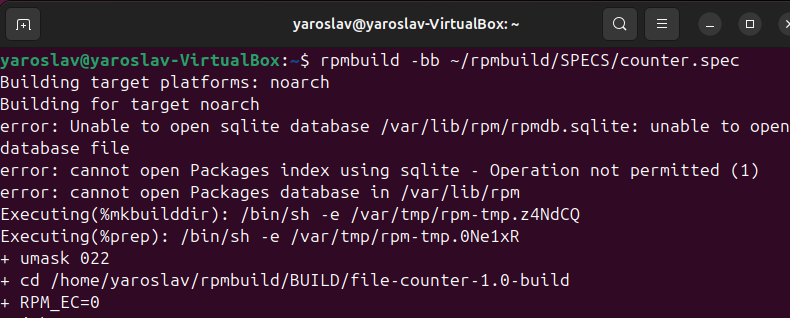 yaroslav@yaroslav-VirtualBox: ~
yaroslav@yaroslav-VirtualBox:~$ rpmbuild -bb ~/rpmbuild/SPECS/counter.spec
Building target platforms: noarch
Building for target noarch
error: Unable to open sqlite database /var/lib/rpm/rpmdb.sqlite: unable to open
database file
error: cannot open Packages index using sqlite - Operation not permitted (1)
error: cannot open Packages database in /var/lib/rpm
Executing(%mkbuilddir): /bin/sh -e /var/tmp/rpm-tmp.z4NdCQ
Executing(%prep): /bin/sh -e /var/tmp/rpm-tmp.0Ne1xR
+ umask 022
+ cd /home/yaroslav/rpmbuild/BUILD/file-counter-1.0-build
+ RPM_EC=0